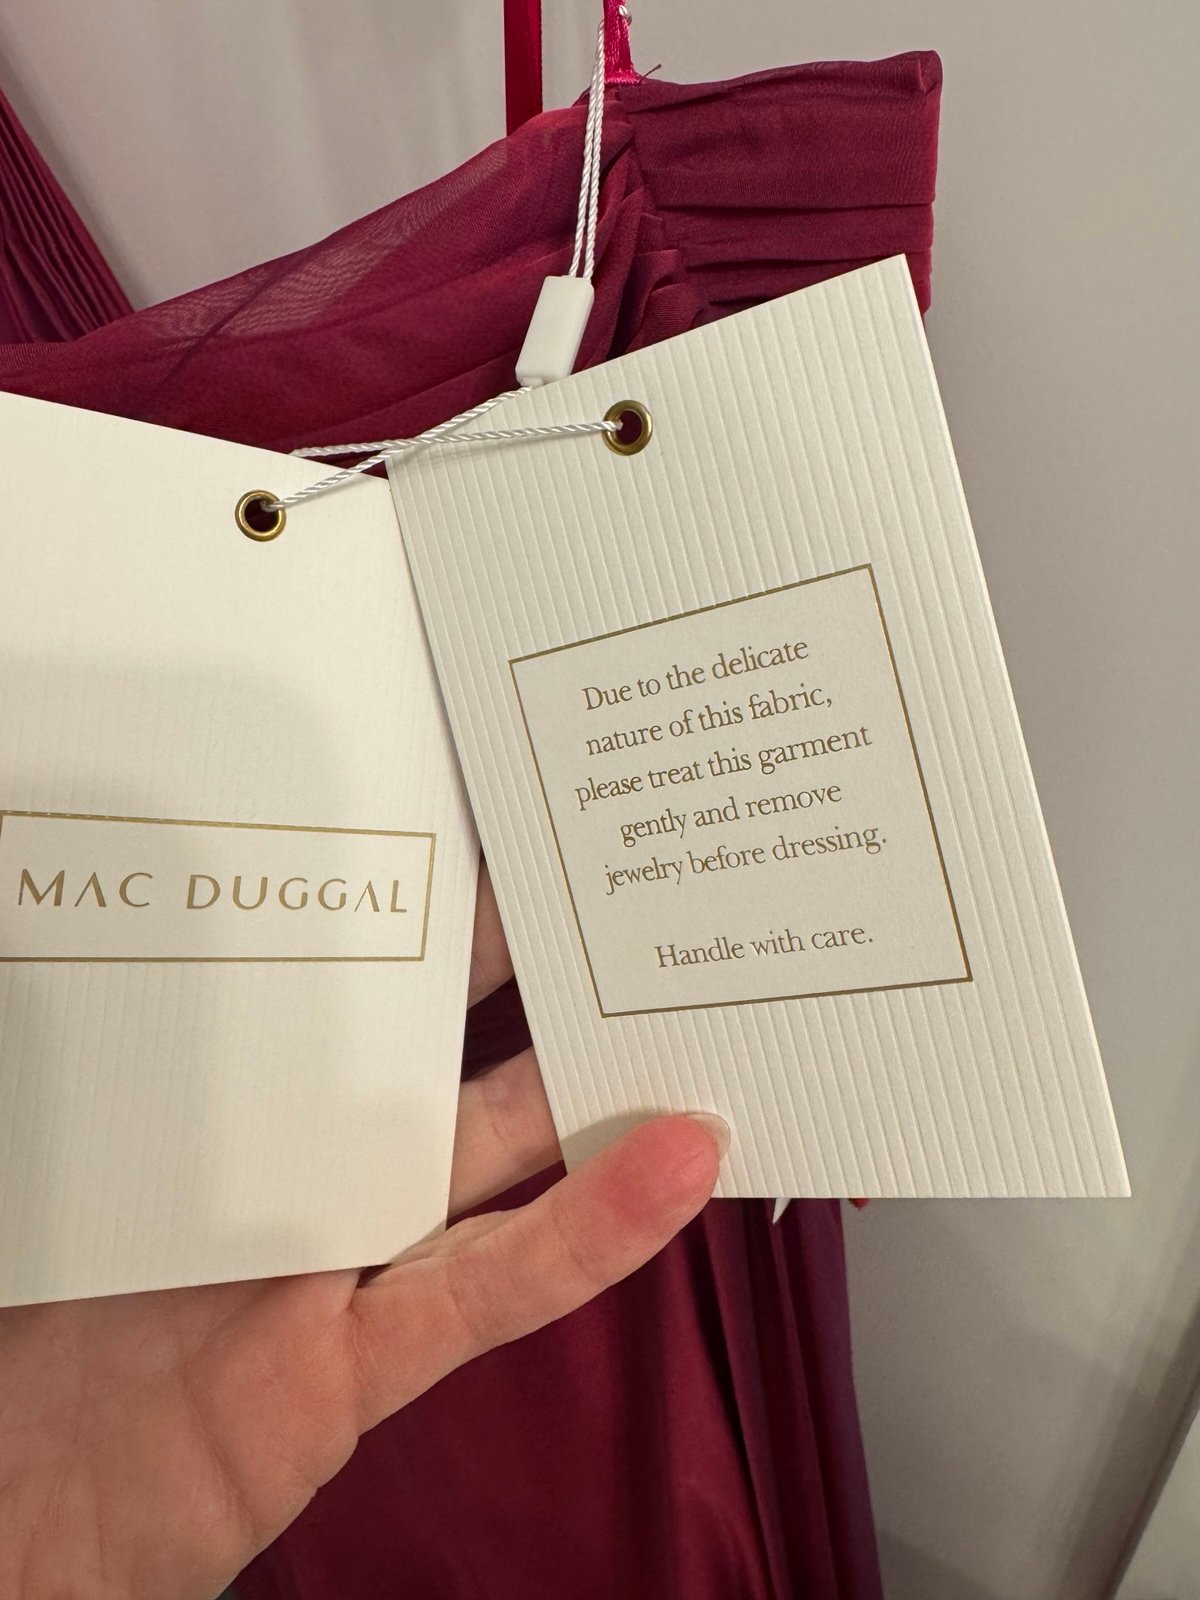 MAC DUGGAL
Due to the delicate
nature of this fabric,
please treat this garment
gently and remove
jewelry before dressing.
Handle with care.